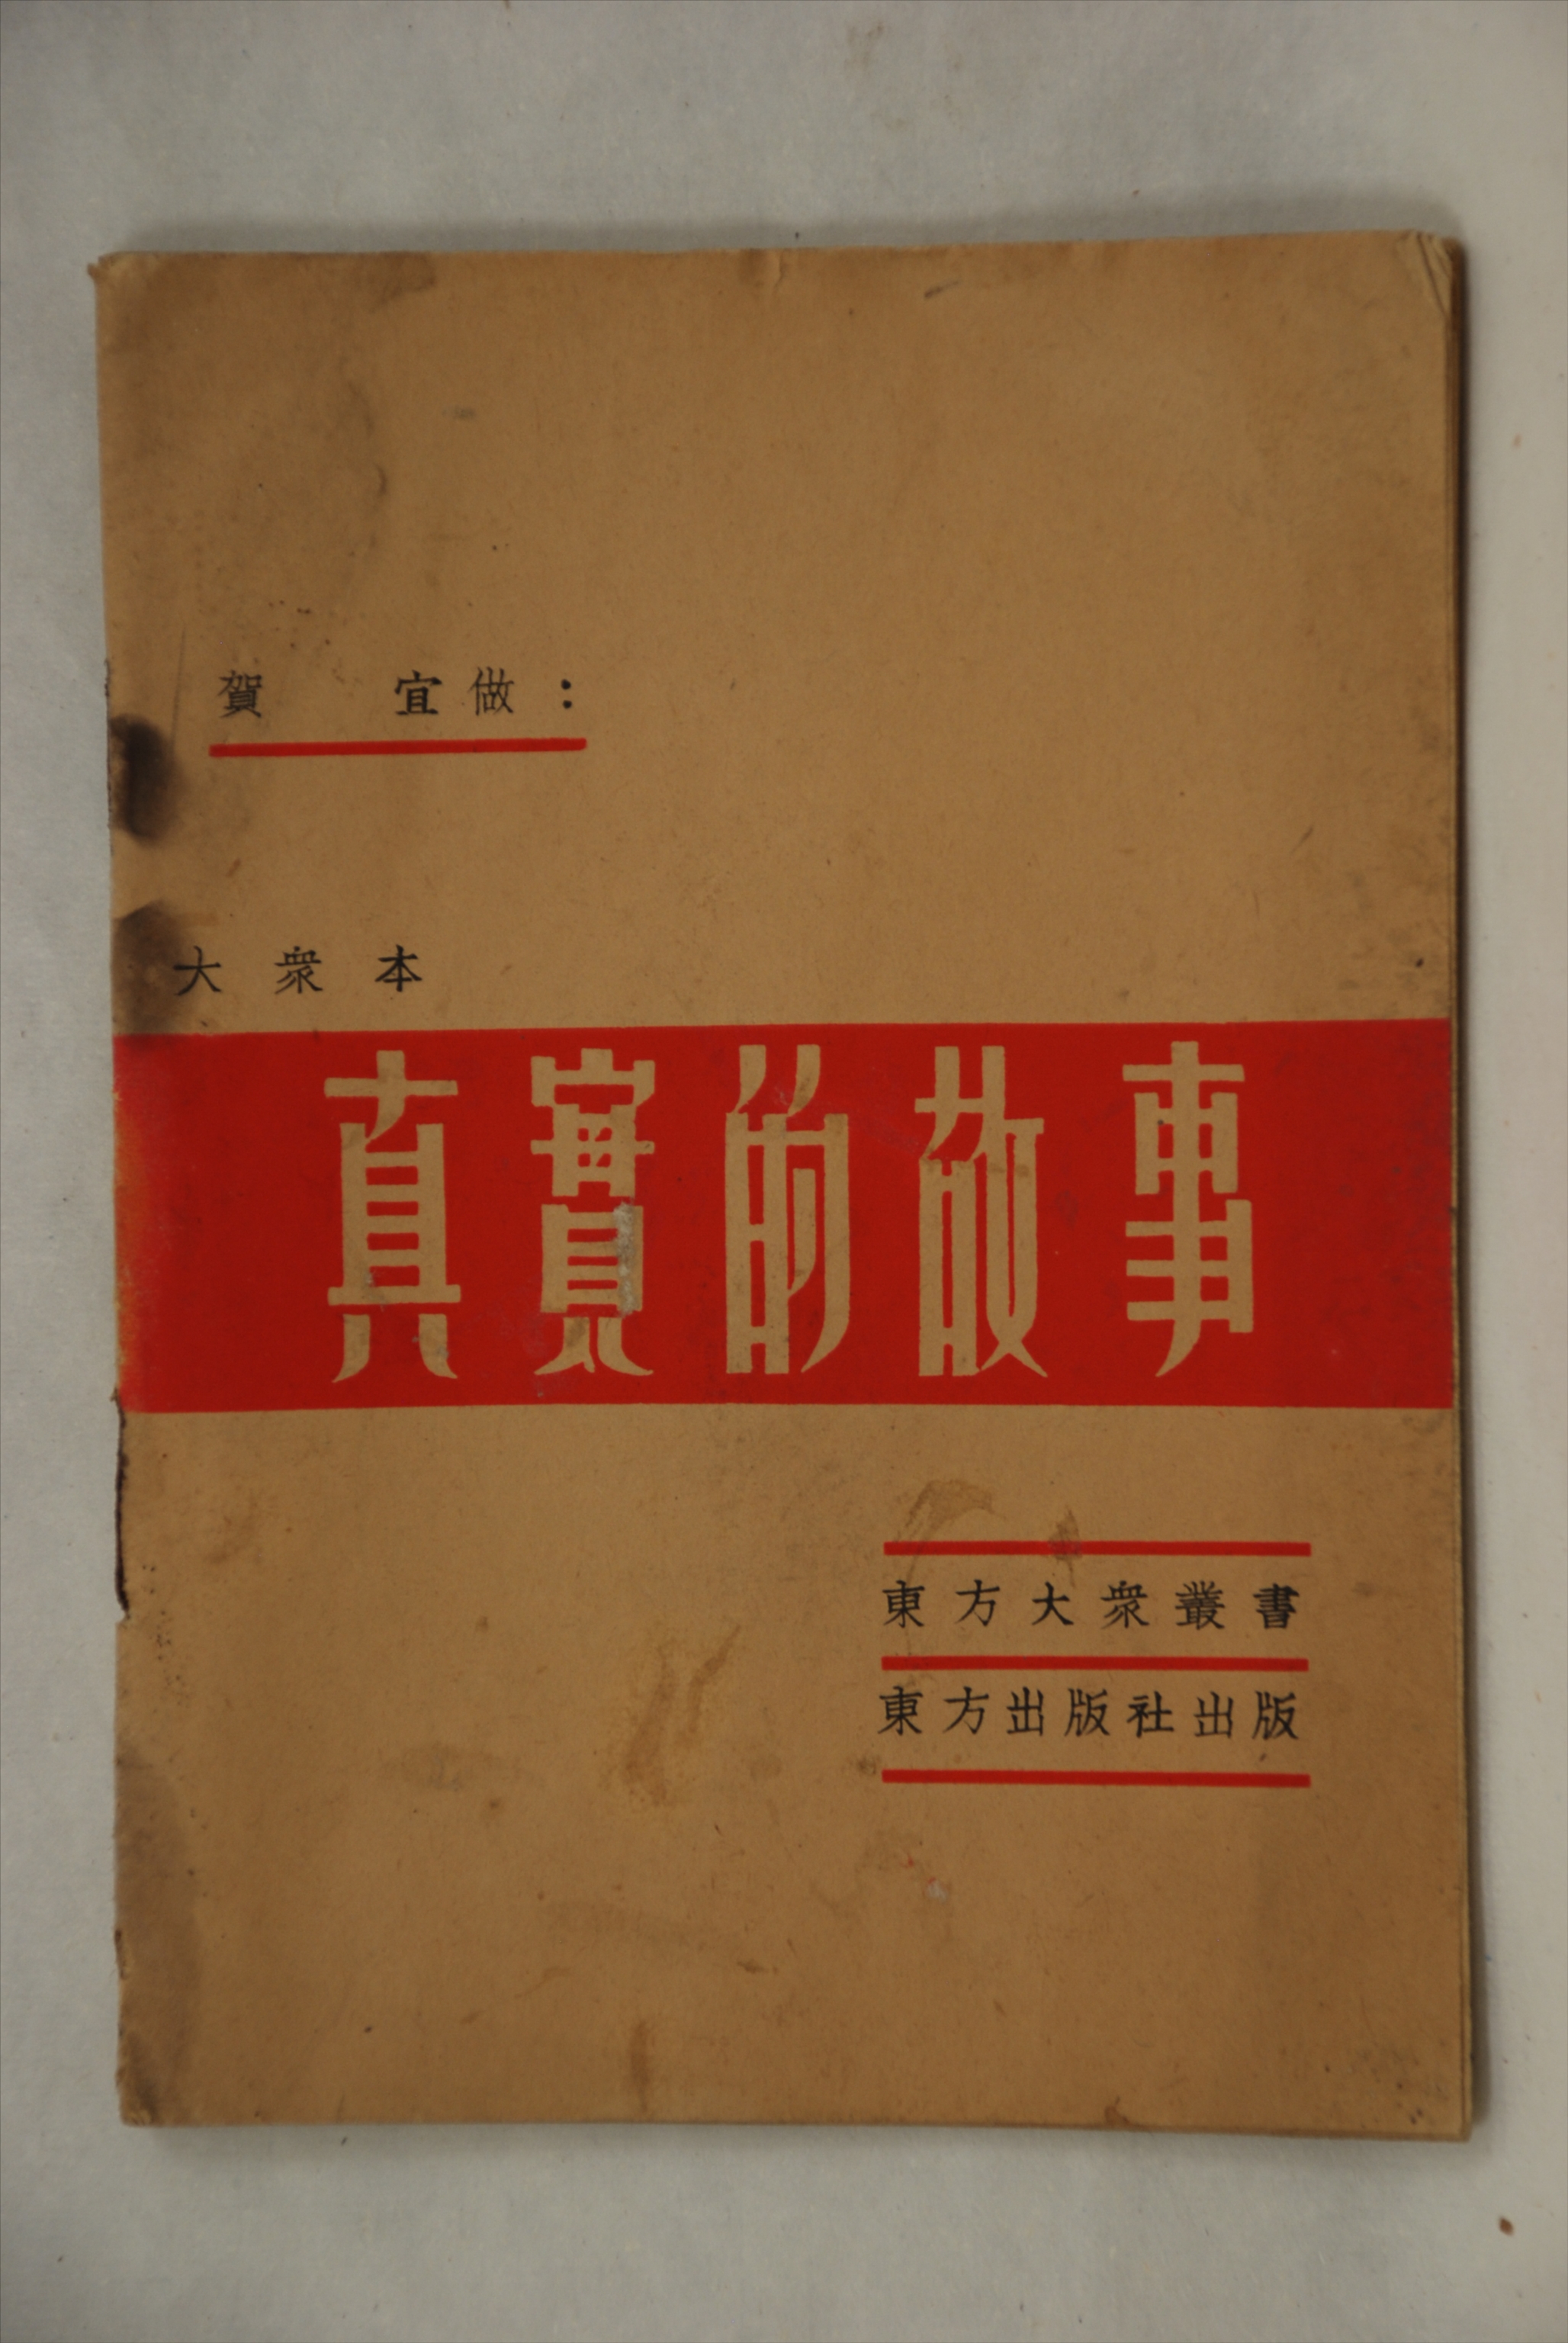 賀　宜做：
大衆本
真實的故事
東方大衆叢書
東方出版社出版